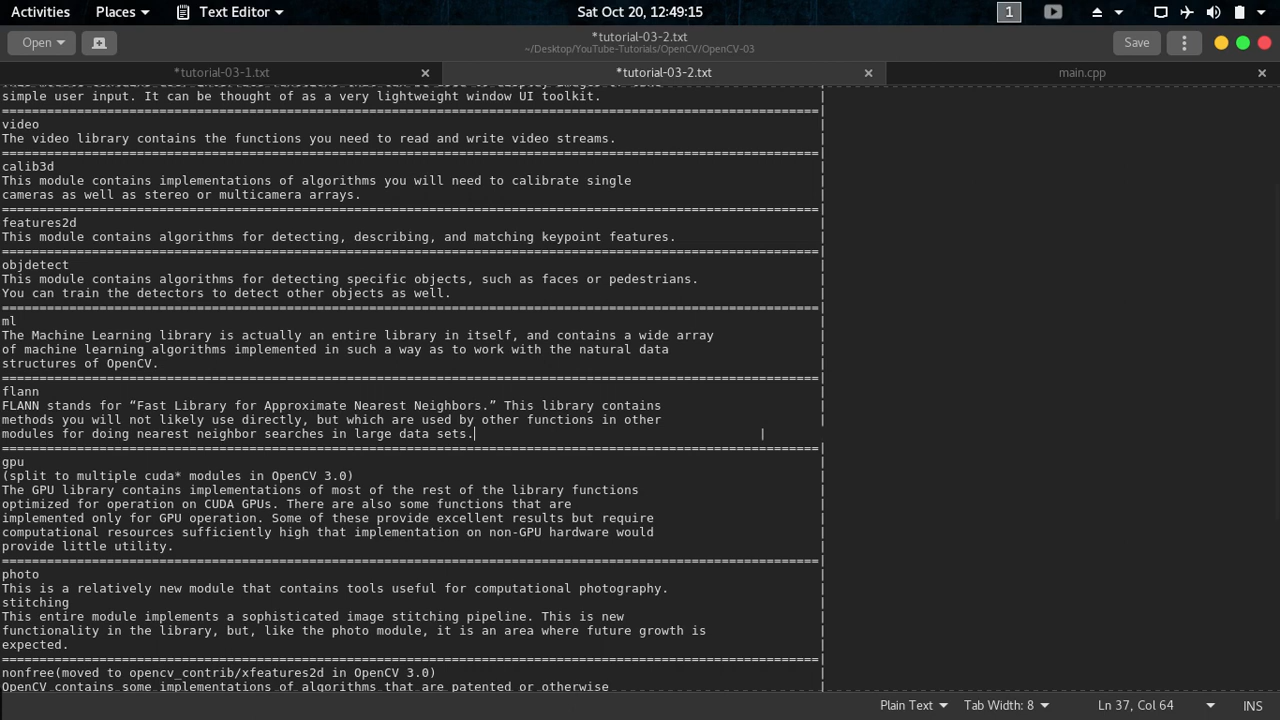 Activities Places Text Editor Sat Oct 20, 12:49:15 1
Open *tutorial-03-2.txt Save
~/Desktop/YouTube-Tutorials/OpenCV/OpenCV-03
*tutorial-03-1.txt *tutorial-03-2.txt main.cpp
simple user input. It can be thought of as a very lightweight window UI toolkit. |
=============================================================================================================|
video |
The video library contains the functions you need to read and write video streams. |
=============================================================================================================|
calib3d |
This module contains implementations of algorithms you will need to calibrate single |
cameras as well as stereo or multicamera arrays. |
=============================================================================================================|
features2d |
This module contains algorithms for detecting, describing, and matching keypoint features. |
=============================================================================================================|
objdetect |
This module contains algorithms for detecting specific objects, such as faces or pedestrians. |
You can train the detectors to detect other objects as well. |
=============================================================================================================|
ml |
The Machine Learning library is actually an entire library in itself, and contains a wide array |
of machine learning algorithms implemented in such a way as to work with the natural data |
structures of OpenCV. |
=============================================================================================================|
flann |
FLANN stands for “Fast Library for Approximate Nearest Neighbors.” This library contains |
methods you will not likely use directly, but which are used by other functions in other |
modules for doing nearest neighbor searches in large data sets. |
=============================================================================================================|
gpu |
(split to multiple cuda* modules in OpenCV 3.0) |
The GPU library contains implementations of most of the rest of the library functions |
optimized for operation on CUDA GPUs. There are also some functions that are |
implemented only for GPU operation. Some of these provide excellent results but require |
computational resources sufficiently high that implementation on non-GPU hardware would |
provide little utility. |
=============================================================================================================|
photo |
This is a relatively new module that contains tools useful for computational photography. |
stitching |
This entire module implements a sophisticated image stitching pipeline. This is new |
functionality in the library, but, like the photo module, it is an area where future growth is |
expected. |
=============================================================================================================|
nonfree(moved to opencv_contrib/xfeatures2d in OpenCV 3.0) |
OpenCV contains some implementations of algorithms that are patented or otherwise |
Plain Text Tab Width: 8 Ln 37, Col 64 INS